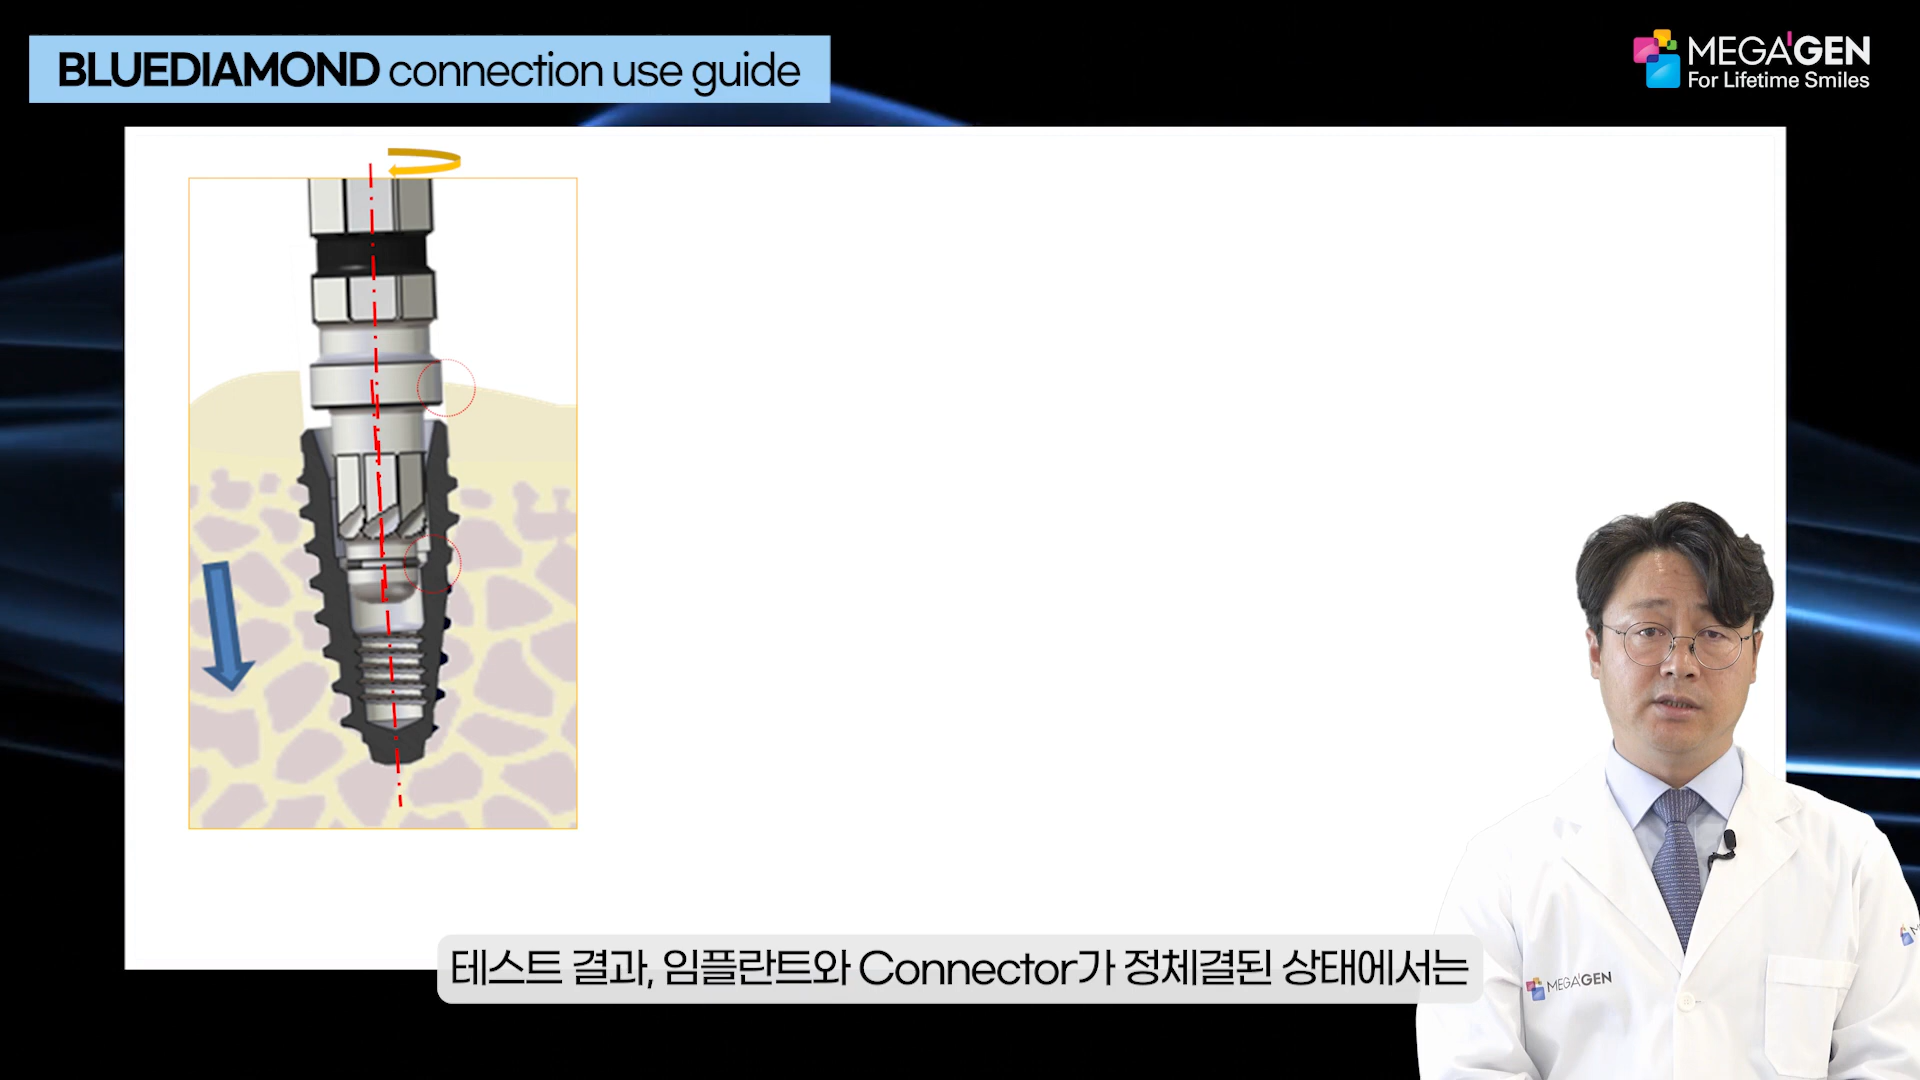 BLUEDIAMOND connection use guide
MEGA'GEN
For Lifetime Smiles
MEGA'GEN
테스트 결과, 임플란트와 Connector가 정체결된 상태에서는